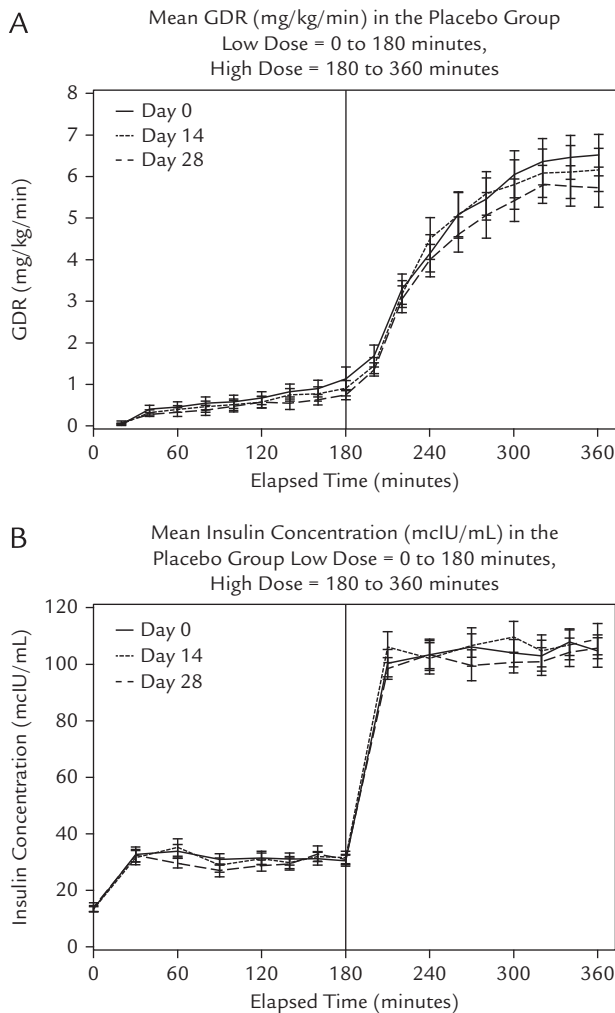 A
Mean GDR (mg/kg/min) in the Placebo Group
Low Dose = 0 to 180 minutes,
High Dose = 180 to 360 minutes
8
7
6
5
4
3
2
1
0
GDR (mg/kg/min)
Day 0
Day 14
Day 28
0 60 120 180 240 300 360
Elapsed Time (minutes)
B
Mean Insulin Concentration (mcIU/mL) in the
Placebo Group Low Dose = 0 to 180 minutes,
High Dose = 180 to 360 minutes
120
100
80
60
40
20
0
Insulin Concentration (mcIU/mL)
Day 0
Day 14
Day 28
0 60 120 180 240 300 360
Elapsed Time (minutes)